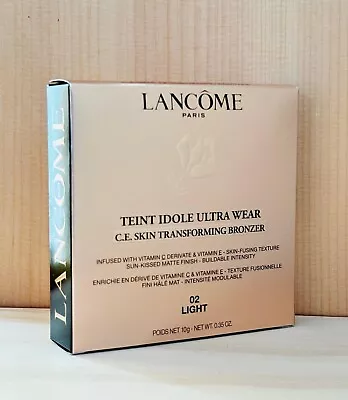 LANCÔME
PARIS
TEINT IDOLE ULTRA WEAR
C.E. SKIN TRANSFORMING BRONZER
INFUSED WITH VITAMIN C DERIVATE & VITAMIN E - SKIN-FUSING TEXTURE
SUN-KISSED MATTE FINISH - BUILDABLE INTENSITY
ENRICHIE EN DÉRIVÉ DE VITAMINE C & VITAMINE E - TEXTURE FUSIONNELLE
FINI HÂLE MAT - INTENSITÉ MODULABLE
02
LIGHT
POIDS NET 10g - NET WT. 0.35 OZ.
LANCÔME